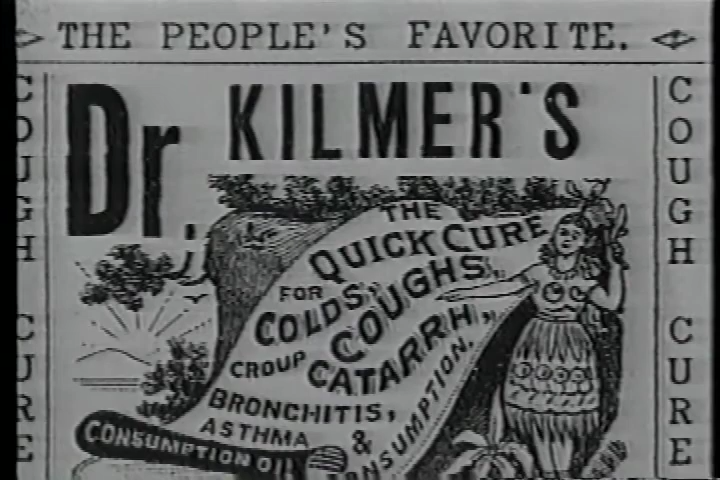 THE PEOPLE'S FAVORITE.
COUGH CURE
Dr. KILMER'S
THE
QUICK CURE
FOR
COLDS, COUGHS,
CROUP CATARRH,
BRONCHITIS,
ASTHMA
&
CONSUMPTION OIL
COUGH CURE